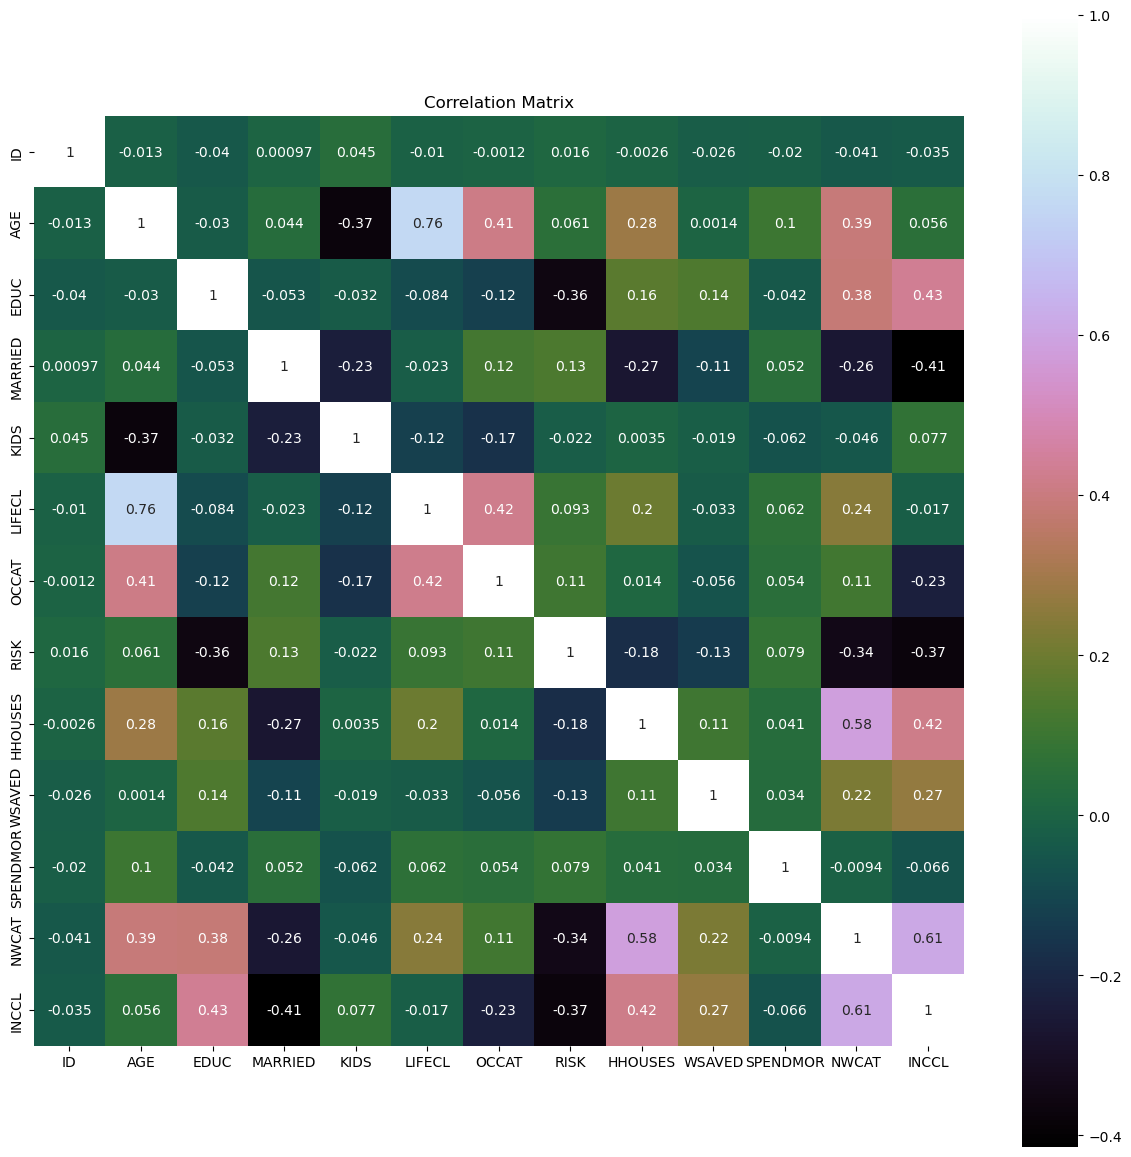 Correlation Matrix
ID 1 -0.013 -0.04 0.00097 0.045 -0.01 -0.0012 0.016 -0.0026 -0.026 -0.02 -0.041 -0.035
AGE -0.013 1 -0.03 0.044 -0.37 0.76 0.41 0.061 0.28 0.0014 0.1 0.39 0.056
EDUC -0.04 -0.03 1 -0.053 -0.032 -0.084 -0.12 -0.36 0.16 0.14 -0.042 0.38 0.43
MARRIED 0.00097 0.044 -0.053 1 -0.23 -0.023 0.12 0.13 -0.27 -0.11 0.052 -0.26 -0.41
KIDS 0.045 -0.37 -0.032 -0.23 1 -0.12 -0.17 -0.022 0.0035 -0.019 -0.062 -0.046 0.077
LIFECL -0.01 0.76 -0.084 -0.023 -0.12 1 0.42 0.093 0.2 -0.033 0.062 0.24 -0.017
OCCAT -0.0012 0.41 -0.12 0.12 -0.17 0.42 1 0.11 0.014 -0.056 0.054 0.11 -0.23
RISK 0.016 0.061 -0.36 0.13 -0.022 0.093 0.11 1 -0.18 -0.13 0.079 -0.34 -0.37
HHOUSES -0.0026 0.28 0.16 -0.27 0.0035 0.2 0.014 -0.18 1 0.11 0.041 0.58 0.42
WSAVED -0.026 0.0014 0.14 -0.11 -0.019 -0.033 -0.056 -0.13 0.11 1 0.034 0.22 0.27
SPENDMOR -0.02 0.1 -0.042 0.052 -0.062 0.062 0.054 0.079 0.041 0.034 1 -0.0094 -0.066
NWCAT -0.041 0.39 0.38 -0.26 -0.046 0.24 0.11 -0.34 0.58 0.22 -0.0094 1 0.61
INCCL -0.035 0.056 0.43 -0.41 0.077 -0.017 -0.23 -0.37 0.42 0.27 -0.066 0.61 1
ID AGE EDUC MARRIED KIDS LIFECL OCCAT RISK HHOUSES WSAVED SPENDMOR NWCAT INCCL
1.0
0.8
0.6
0.4
0.2
0.0
−0.2
−0.4